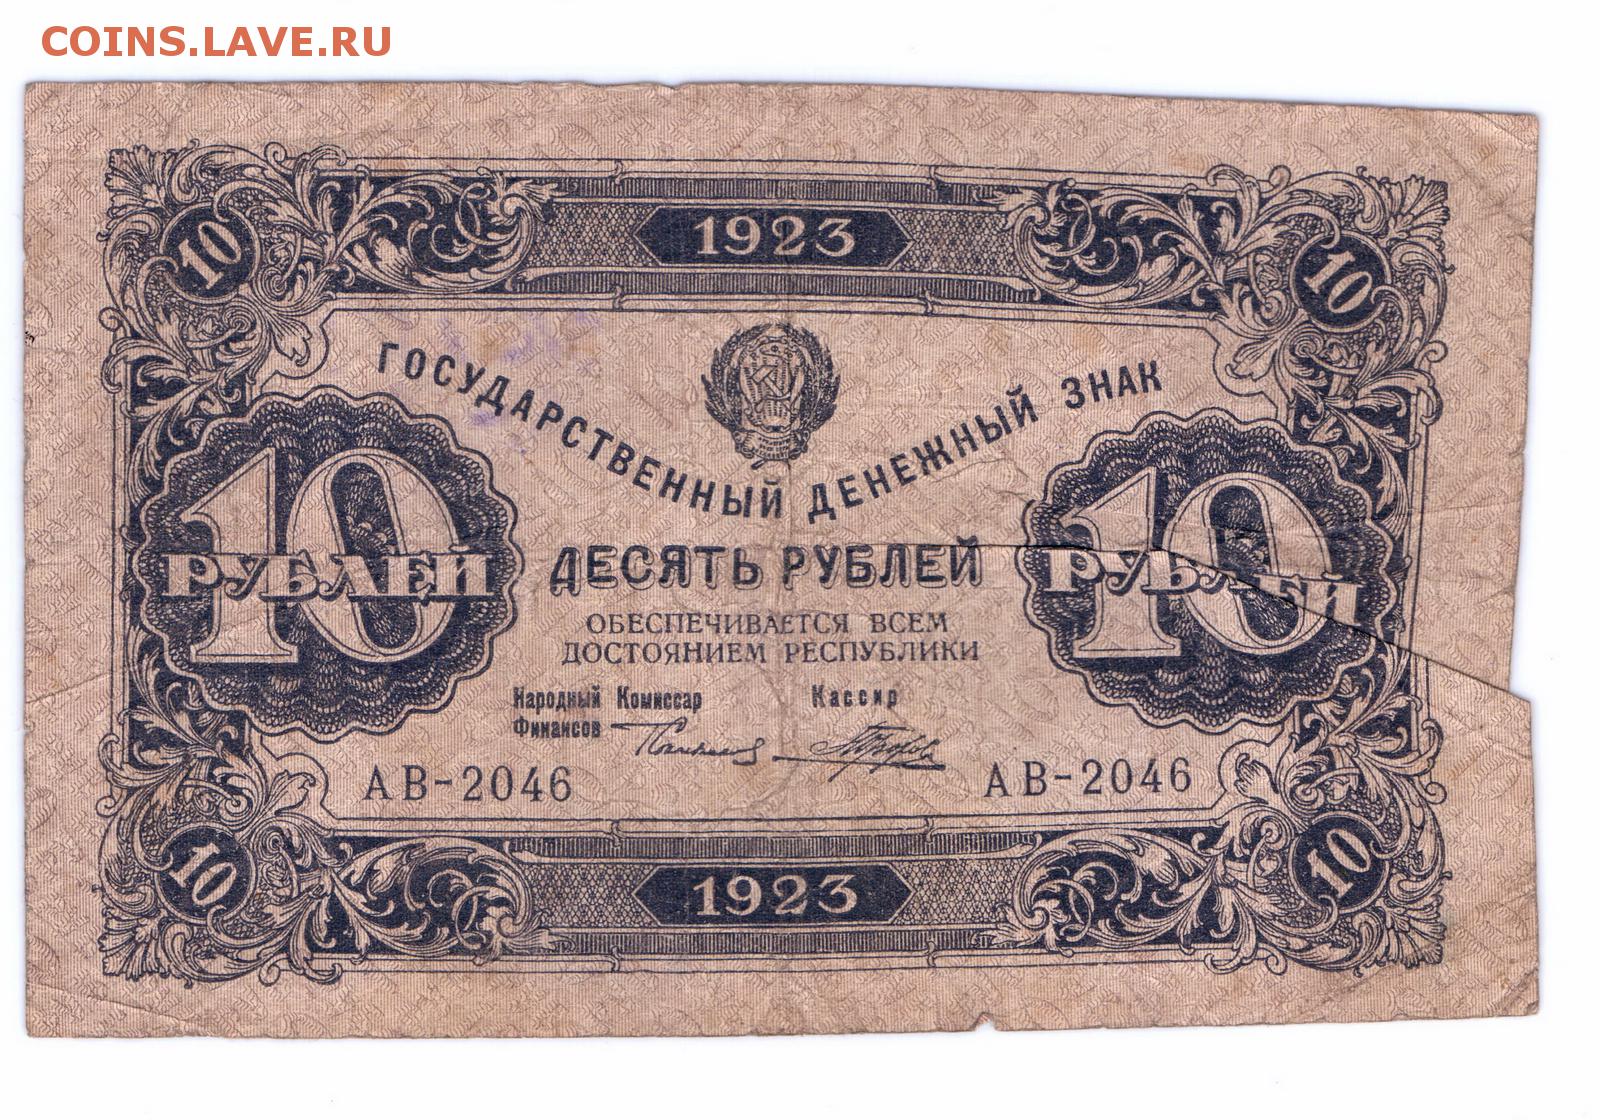 COINS.LAVE.RU
1923
10 10
ГОСУДАРСТВЕННЫЙ ДЕНЕЖНЫЙ ЗНАК
10 РУБЛЕЙ
ДЕСЯТЬ РУБЛЕЙ
10 РУБЛЕЙ
ОБЕСПЕЧИВАЕТСЯ ВСЕМ
ДОСТОЯНИЕМ РЕСПУБЛИКИ
Народный Комиссар
Финансов
Кассир
АВ-2046 АВ-2046
10 10
1923